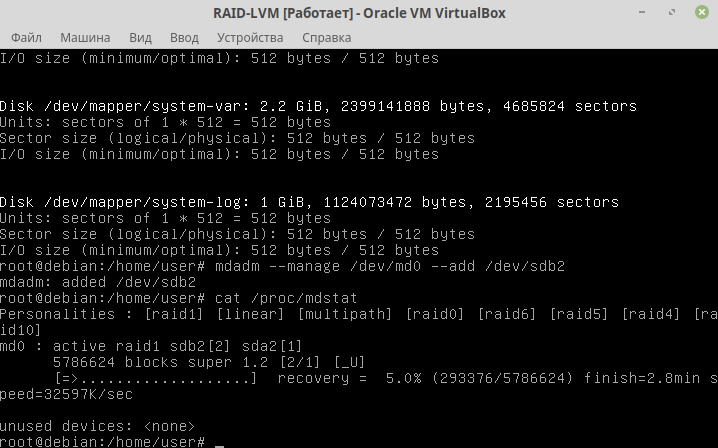 RAID-LVM [Работает] - Oracle VM VirtualBox
Файл Машина Вид Ввод Устройства Справка
I/O size (minimum/optimal): 512 bytes / 512 bytes
Disk /dev/mapper/system-var: 2.2 GiB, 2399141888 bytes, 4685824 sectors
Units: sectors of 1 * 512 = 512 bytes
Sector size (logical/physical): 512 bytes / 512 bytes
I/O size (minimum/optimal): 512 bytes / 512 bytes
Disk /dev/mapper/system-log: 1 GiB, 1124073472 bytes, 2195456 sectors
Units: sectors of 1 * 512 = 512 bytes
Sector size (logical/physical): 512 bytes / 512 bytes
I/O size (minimum/optimal): 512 bytes / 512 bytes
root@debian:/home/user# mdadm --manage /dev/md0 --add /dev/sdb2
mdadm: added /dev/sdb2
root@debian:/home/user# cat /proc/mdstat
Personalities : [raid1] [linear] [multipath] [raid0] [raid6] [raid5] [raid4] [ra
id10]
md0 : active raid1 sdb2[2] sda2[1]
5786624 blocks super 1.2 [2/1] [_U]
[=>...................] recovery = 5.0% (293376/5786624) finish=2.8min s
peed=32597K/sec
unused devices: <none>
root@debian:/home/user# _